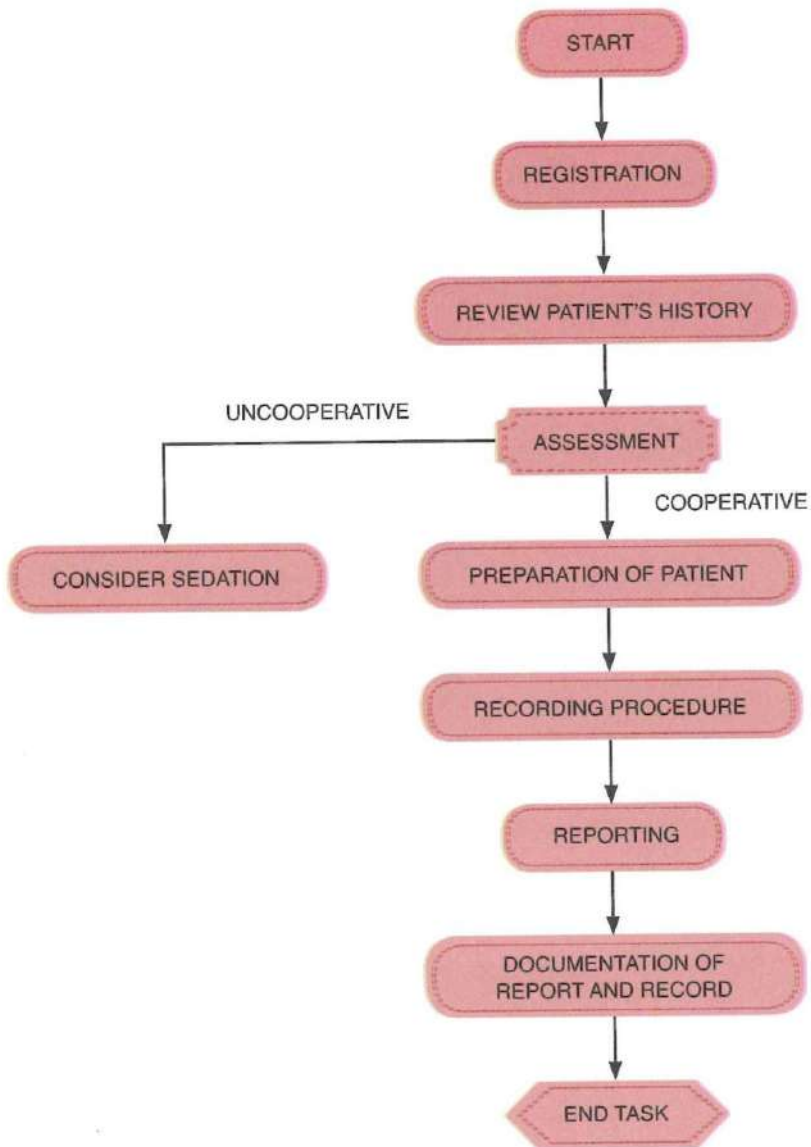 START
REGISTRATION
REVIEW PATIENT'S HISTORY
UNCOOPERATIVE
ASSESSMENT
COOPERATIVE
CONSIDER SEDATION
PREPARATION OF PATIENT
RECORDING PROCEDURE
REPORTING
DOCUMENTATION OF
REPORT AND RECORD
END TASK